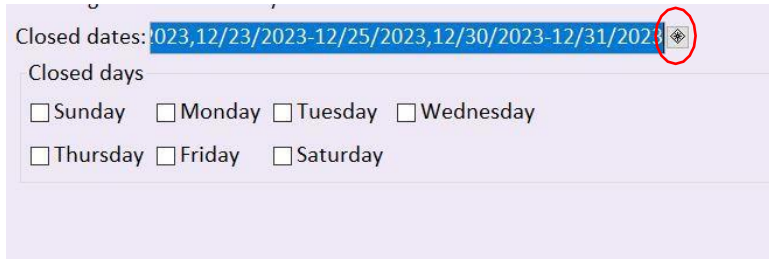 Closed dates: 2023,12/23/2023-12/25/2023,12/30/2023-12/31/2023
Closed days
Sunday Monday Tuesday Wednesday
Thursday Friday Saturday